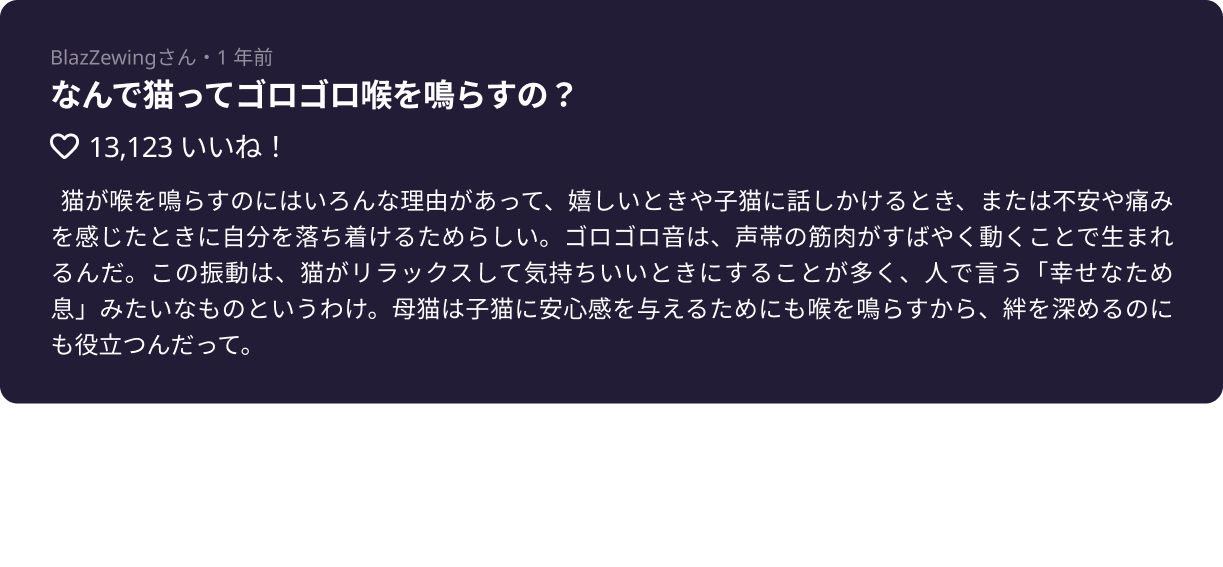 BlazZewingさん・1 年前
なんで猫ってゴロゴロ喉を鳴らすの？
13,123 いいね！
猫が喉を鳴らすのにはいろんな理由があって、嬉しいときや子猫に話しかけるとき、または不安や痛み
を感じたときに自分を落ち着けるためらしい。ゴロゴロ音は、声帯の筋肉がすばやく動くことで生まれ
るんだ。この振動は、猫がリラックスして気持ちいいときにすることが多く、人で言う「幸せなため
息」みたいなものというわけ。母猫は子猫に安心感を与えるためにも喉を鳴らすから、絆を深めるのに
も役立つんだって。